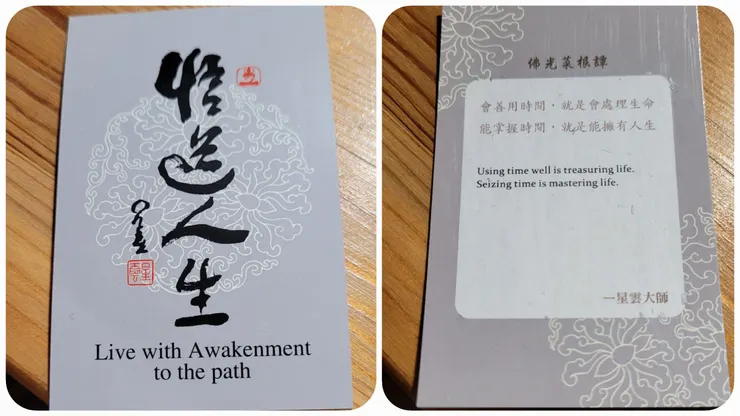 悟道人生
星雲
Live with Awakenment
to the path
佛光菜根譚
會善用時間，就是會處理生命
能掌握時間，就是能擁有人生
Using time well is treasuring life.
Seizing time is mastering life.
—星雲大師